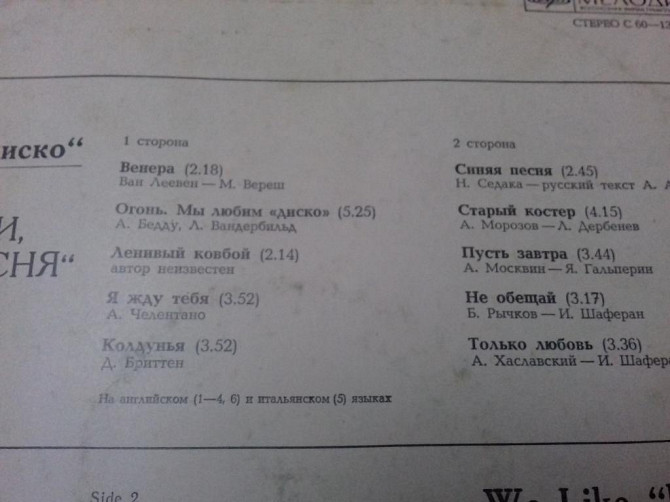 МЕЛОДИ
СТЕРЕО С 60—12
иско“
И,
СНЯ“
1 сторона
Венера (2.18)
Ван Леевен — М. Вереш
Огонь. Мы любим «диско» (5.25)
А. Бедду, Л. Вандербильд
Ленивый ковбой (2.14)
автор неизвестен
Я жду тебя (3.52)
А. Челентано
Колдунья (3.52)
Д. Бриттен
На английском (1—4, 6) и итальянском (5) языках
2 сторона
Синяя песня (2.45)
Н. Седака — русский текст А. А
Старый костер (4.15)
А. Морозов — Л. Дербенев
Пусть завтра (3.44)
А. Москвин — Я. Гальперин
Не обещай (3.17)
Б. Рычков — И. Шаферан
Только любовь (3.36)
А. Хаславский — И. Шафера
Side 2
We Like “